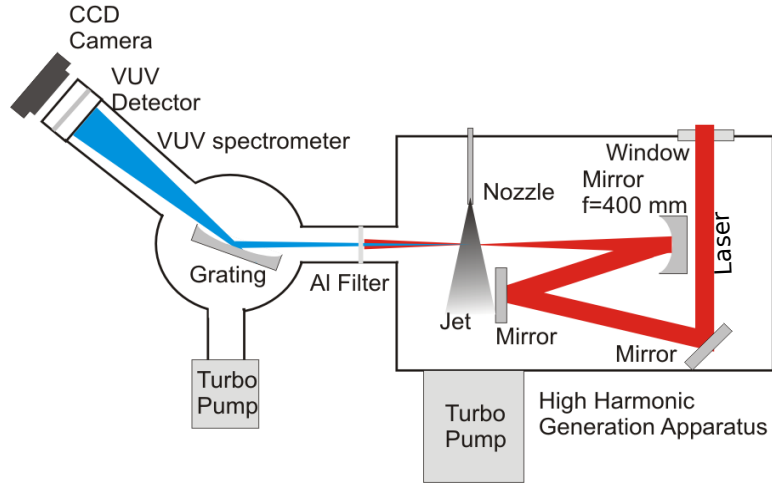 CCD
Camera
VUV
Detector
VUV spectrometer
Grating
Turbo
Pump
Al Filter
Nozzle
Jet
Mirror
Window
Mirror
f=400 mm
Laser
Mirror
Turbo
Pump
High Harmonic
Generation Apparatus